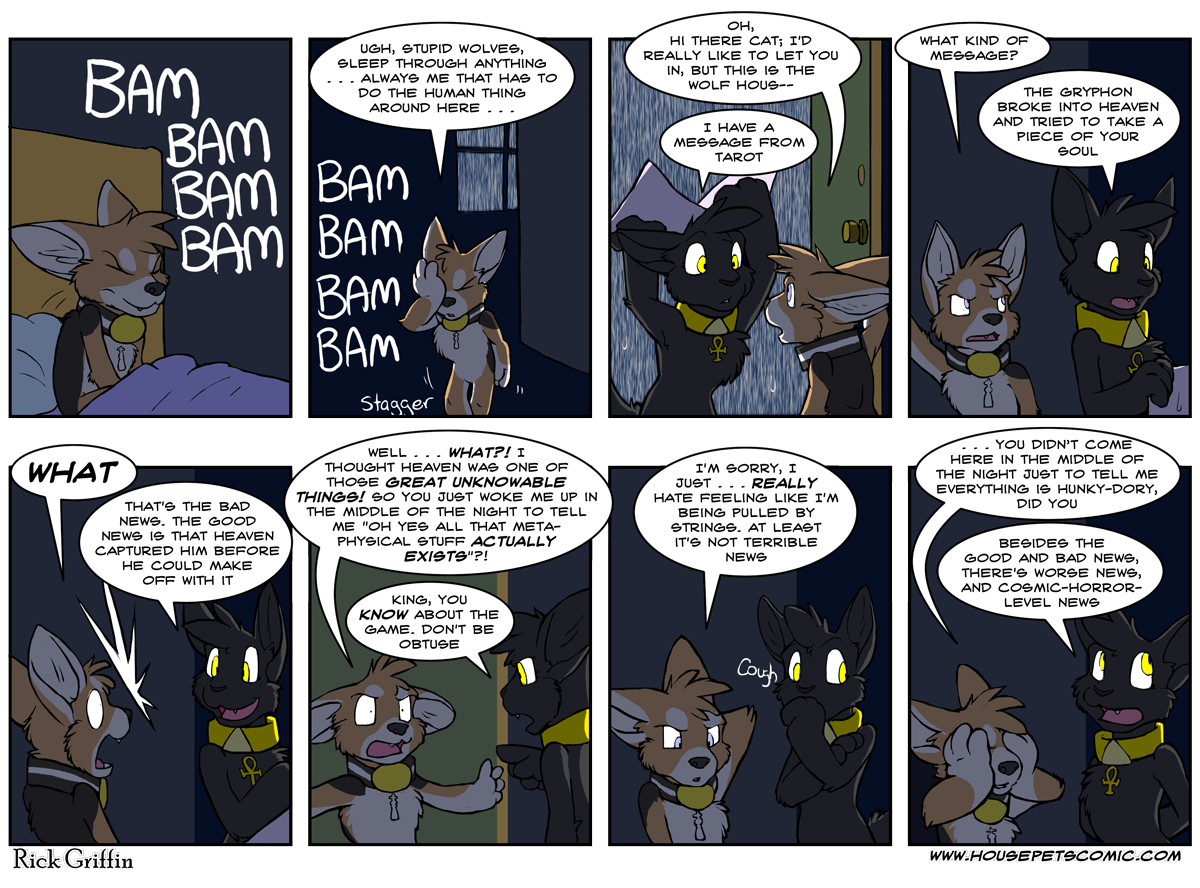 BAM
BAM
BAM
BAM
UGH, STUPID WOLVES,
SLEEP THROUGH ANYTHING
. . . ALWAYS ME THAT HAS TO
DO THE HUMAN THING
AROUND HERE . . .
BAM
BAM
BAM
BAM
Stagger
OH,
HI THERE CAT; I'D
REALLY LIKE TO LET YOU
IN, BUT THIS IS THE
WOLF HOUS--
I HAVE A
MESSAGE FROM
TAROT
WHAT KIND OF
MESSAGE?
THE GRYPHON
BROKE INTO HEAVEN
AND TRIED TO TAKE A
PIECE OF YOUR
SOUL
WHAT
THAT'S THE BAD
NEWS. THE GOOD
NEWS IS THAT HEAVEN
CAPTURED HIM BEFORE
HE COULD MAKE
OFF WITH IT
WELL . . . WHAT?! I
THOUGHT HEAVEN WAS ONE OF
THOSE GREAT UNKNOWABLE
THINGS! SO YOU JUST WOKE ME UP IN
THE MIDDLE OF THE NIGHT TO TELL
ME "OH YES ALL THAT META-
PHYSICAL STUFF ACTUALLY
EXISTS"?!
KING, YOU
KNOW ABOUT THE
GAME. DON'T BE
OBTUSE
I'M SORRY, I
JUST . . . REALLY
HATE FEELING LIKE I'M
BEING PULLED BY
STRINGS. AT LEAST
IT'S NOT TERRIBLE
NEWS
Cough
. . . YOU DIDN'T COME
HERE IN THE MIDDLE OF
THE NIGHT JUST TO TELL ME
EVERYTHING IS HUNKY-DORY,
DID YOU
BESIDES THE
GOOD AND BAD NEWS,
THERE'S WORSE NEWS,
AND COSMIC-HORROR-
LEVEL NEWS
RICK GRIFFIN
WWW.HOUSEPETSCOMIC.COM